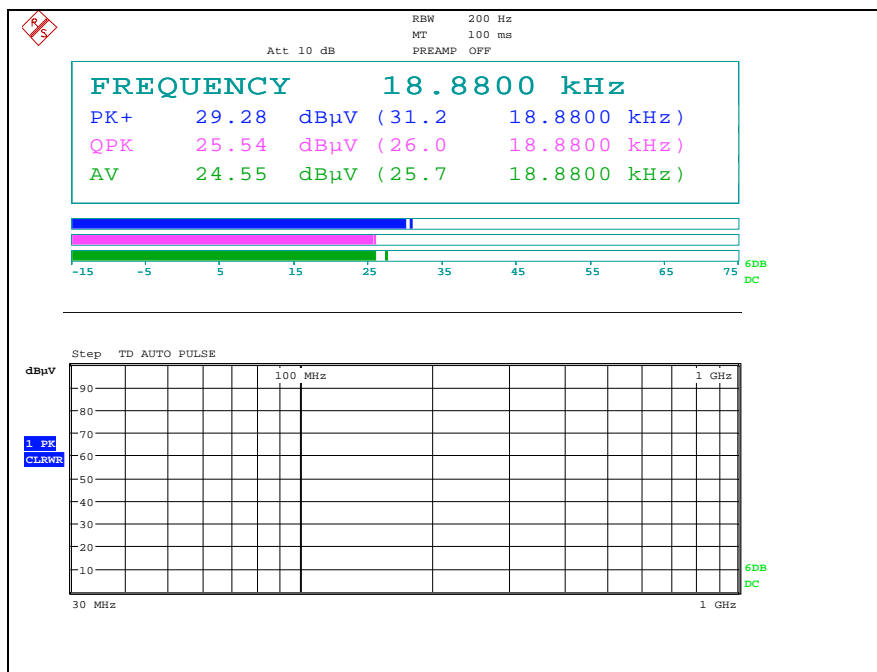 R
S
RBW 200 Hz
MT 100 ms
Att 10 dB PREAMP OFF
FREQUENCY 18.8800 kHz
PK+ 29.28 dBµV (31.2 18.8800 kHz)
QPK 25.54 dBµV (26.0 18.8800 kHz)
AV 24.55 dBµV (25.7 18.8800 kHz)
-15 -5 5 15 25 35 45 55 65 75
6DB
DC
Step TD AUTO PULSE
dBµV
100 MHz 1 GHz
90
80
70
1 PK
CLRWR
60
50
40
30
20
10
6DB
DC
30 MHz 1 GHz